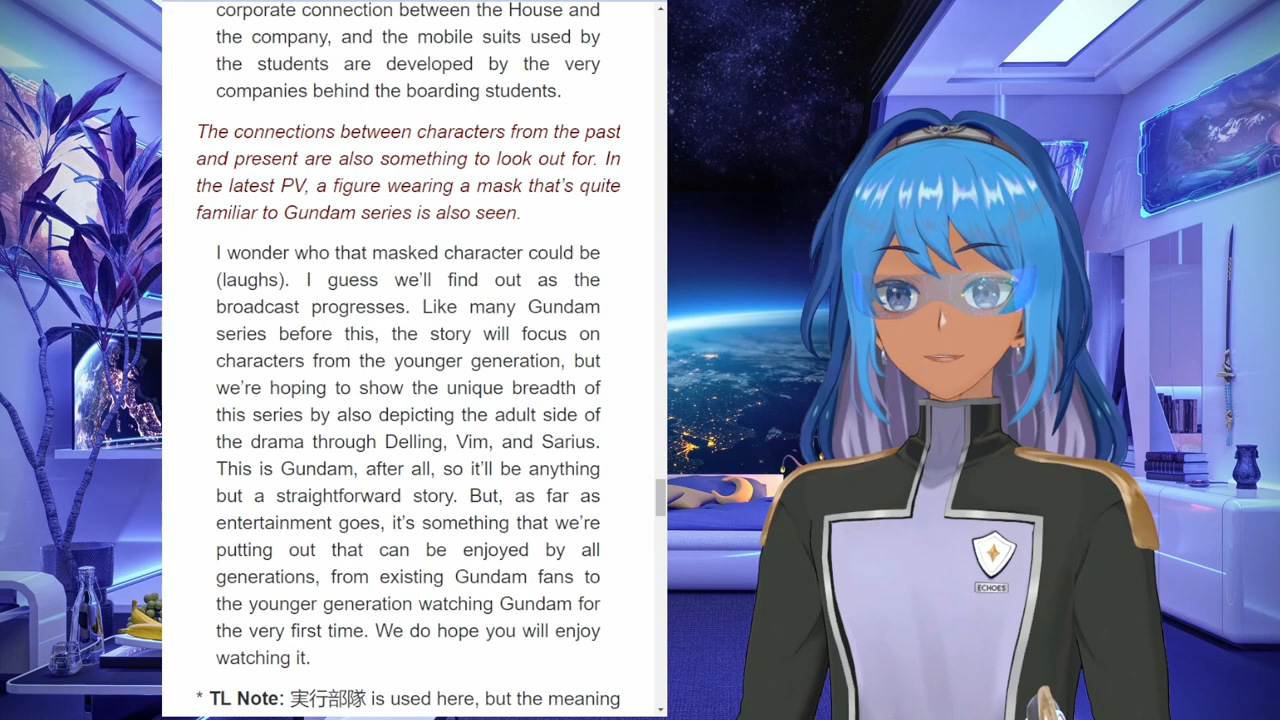 corporate connection between the House and
the company, and the mobile suits used by
the students are developed by the very
companies behind the boarding students.
The connections between characters from the past
and present are also something to look out for. In
the latest PV, a figure wearing a mask that's quite
familiar to Gundam series is also seen.
I wonder who that masked character could be
(laughs). I guess we'll find out as the
broadcast progresses. Like many Gundam
series before this, the story will focus on
characters from the younger generation, but
we're hoping to show the unique breadth of
this series by also depicting the adult side of
the drama through Delling, Vim, and Sarius.
This is Gundam, after all, so it'll be anything
but a straightforward story. But, as far as
entertainment goes, it's something that we're
putting out that can be enjoyed by all
generations, from existing Gundam fans to
the younger generation watching Gundam for
the very first time. We do hope you will enjoy
watching it.
* TL Note: 実行部隊 is used here, but the meaning
ECHOES